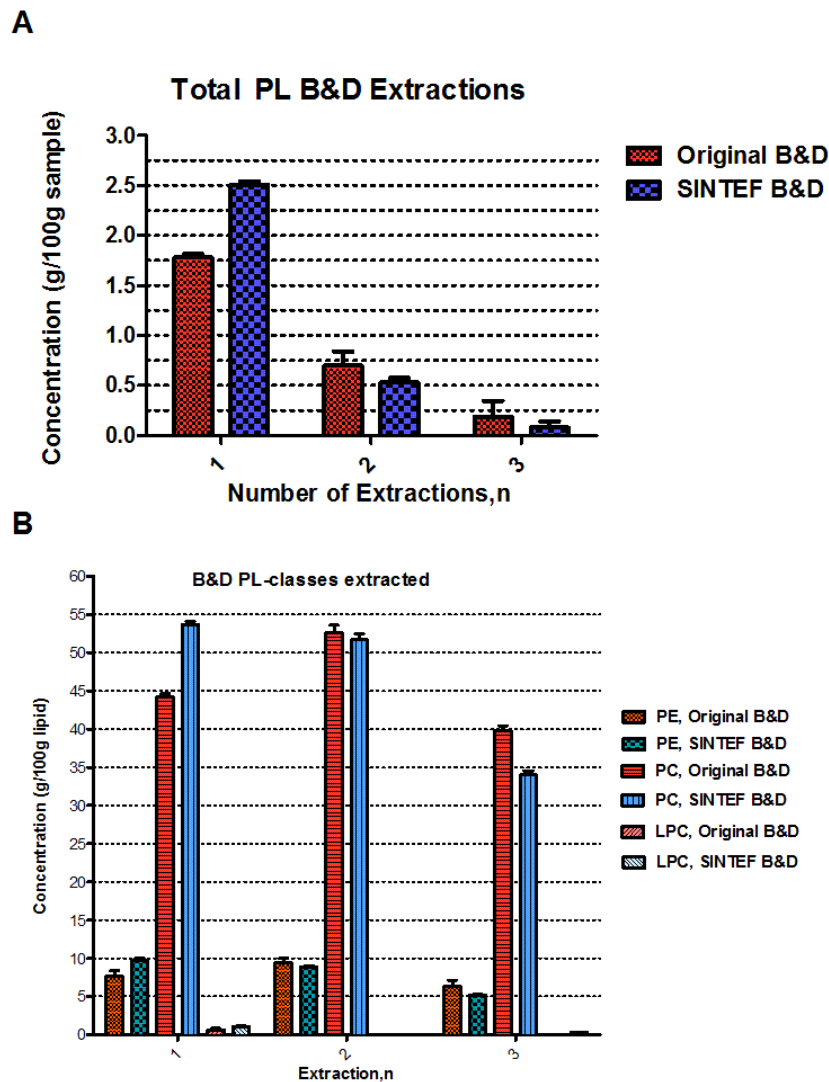 A
Total PL B&D Extractions
Concentration (g/100g sample)
3.0
2.5
2.0
1.5
1.0
0.5
0.0
1
2
3
Number of Extractions,n
Original B&D
SINTEF B&D
B
B&D PL-classes extracted
Concentration (g/100g lipid)
60
55
50
45
40
35
30
25
20
15
10
5
0
1
2
3
Extraction,n
PE, Original B&D
PE, SINTEF B&D
PC, Original B&D
PC, SINTEF B&D
LPC, Original B&D
LPC, SINTEF B&D